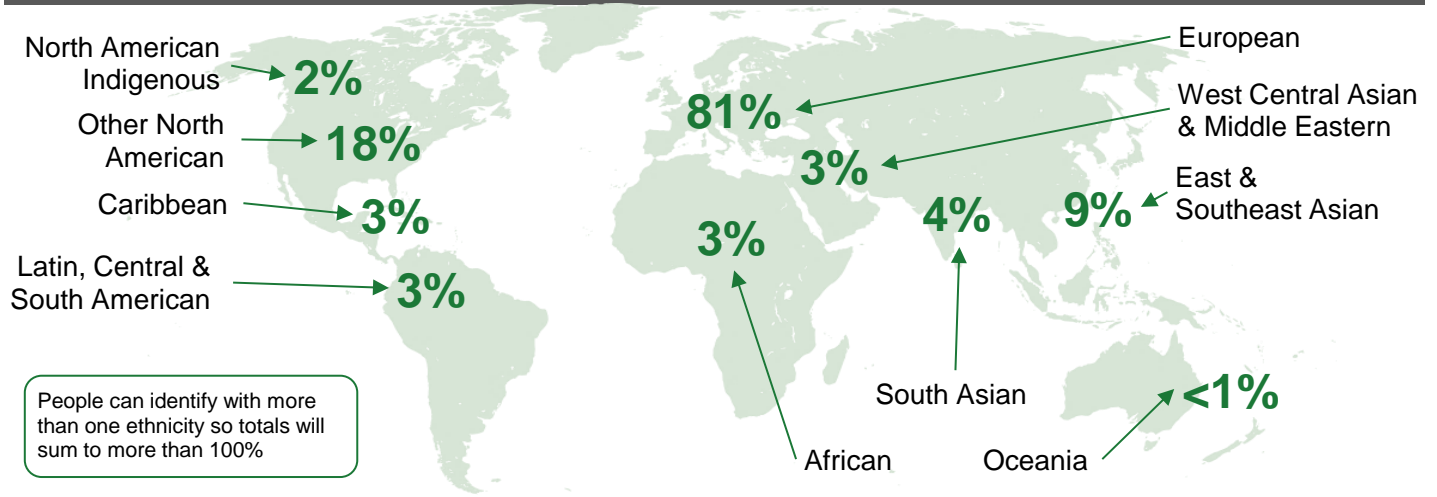 North American
Indigenous
2%
Other North
American
18%
Caribbean
3%
Latin, Central &
South American
3%
European
81%
West Central Asian
& Middle Eastern
3%
East &
Southeast Asian
9%
4%
South Asian
3%
African
<1%
Oceania
People can identify with more
than one ethnicity so totals will
sum to more than 100%